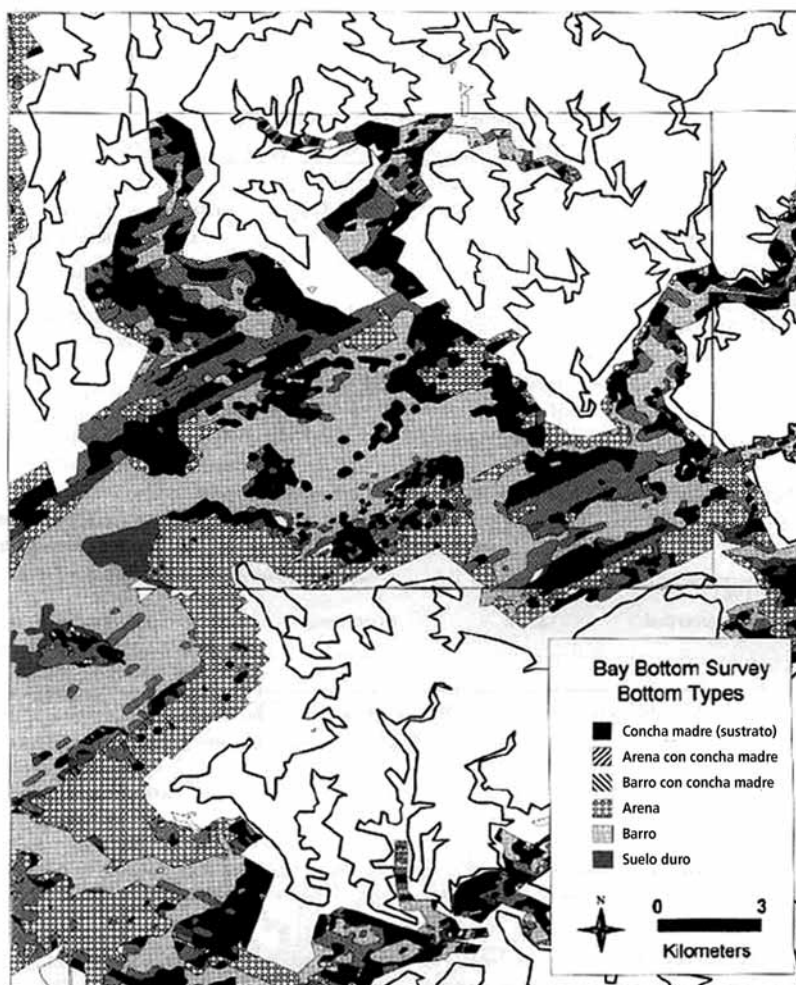 Bay Bottom Survey
Bottom Types
Concha madre (sustrato)
Arena con concha madre
Barro con concha madre
Arena
Barro
Suelo duro
N
0 3
Kilometers